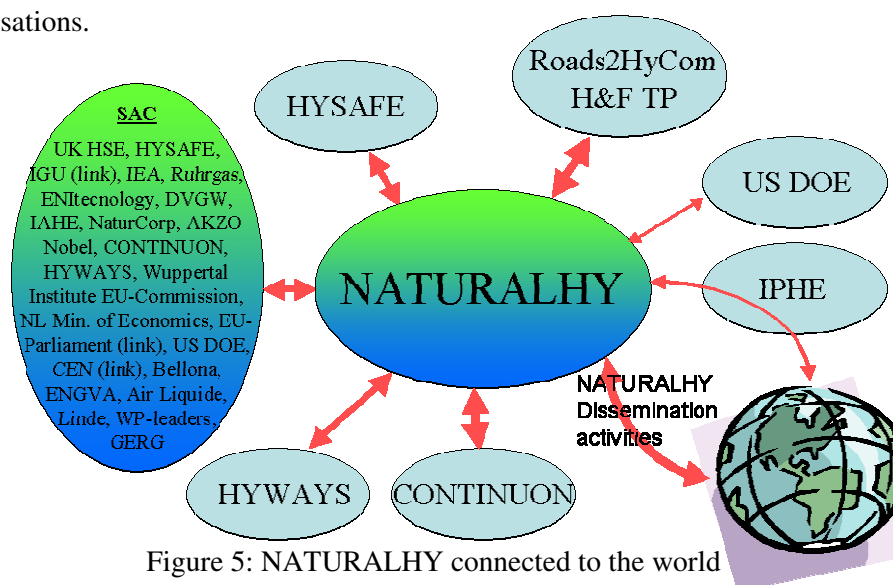 sations.
Roads2HyCom
H&F TP
HYSAFE
SAC
UK HSE, HYSAFE,
IGU (link), IEA, Ruhrgas,
ENItecnology, DVGW,
IAHE, NaturCorp, AKZO
Nobel, CONTINUON,
HYWAYS, Wuppertal
Institute EU-Commission,
NL Min. of Economics, EU-
Parliament (link), US DOE,
CEN (link), Bellona,
ENGVA, Air Liquide,
Linde, WP-leaders,
GERG
US DOE
NATURALHY
IPHE
NATURALHY
Dissemination
activities
HYWAYS
CONTINUON
Figure 5: NATURALHY connected to the world